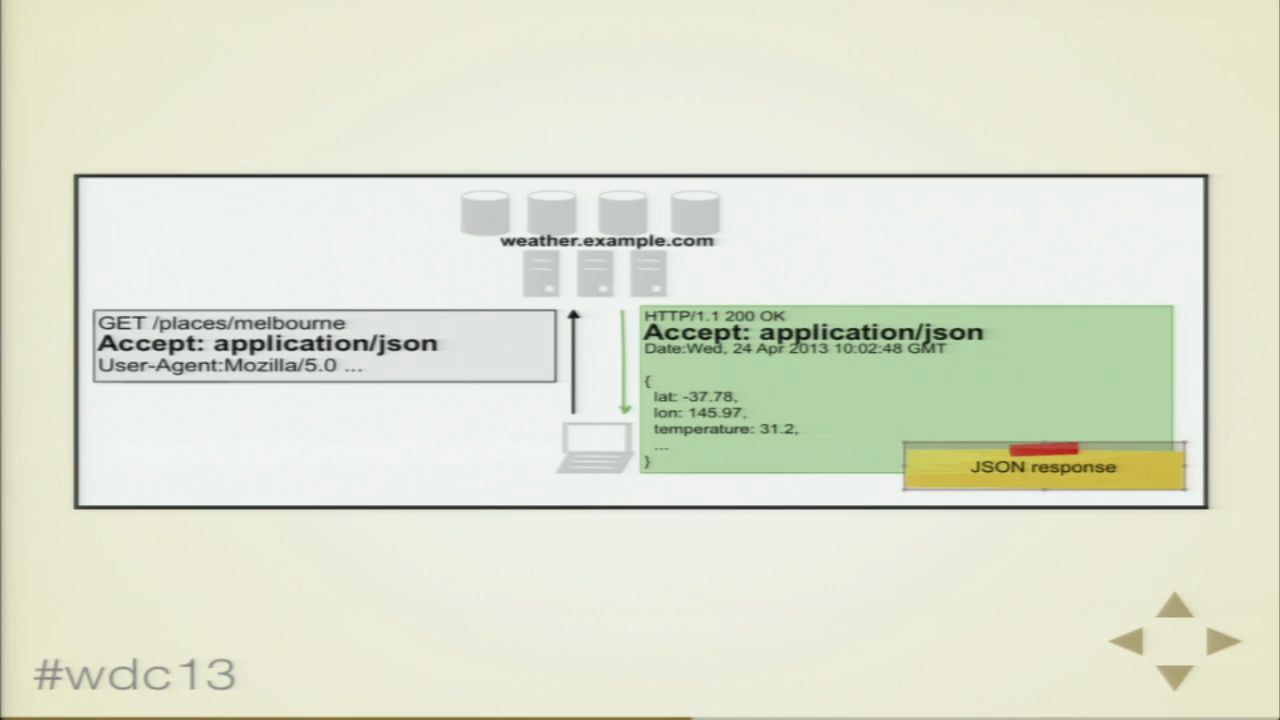 weather.example.com
GET /places/melbourne
Accept: application/json
User-Agent:Mozilla/5.0 ...
HTTP/1.1 200 OK
Accept: application/json
Date:Wed, 24 Apr 2013 10:02:48 GMT
{
lat: -37.78,
lon: 145.97,
temperature: 31.2,
...
}
JSON response
#wdc13